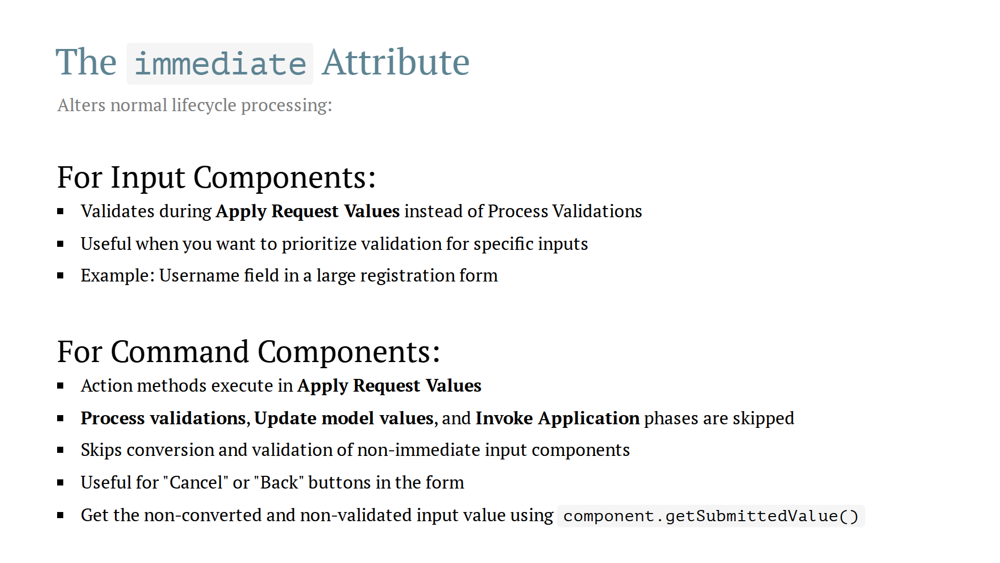 The immediate Attribute
Alters normal lifecycle processing:
For Input Components:
Validates during Apply Request Values instead of Process Validations
Useful when you want to prioritize validation for specific inputs
Example: Username field in a large registration form
For Command Components:
Action methods execute in Apply Request Values
Process validations, Update model values, and Invoke Application phases are skipped
Skips conversion and validation of non-immediate input components
Useful for "Cancel" or "Back" buttons in the form
Get the non-converted and non-validated input value using component.getSubmittedValue()